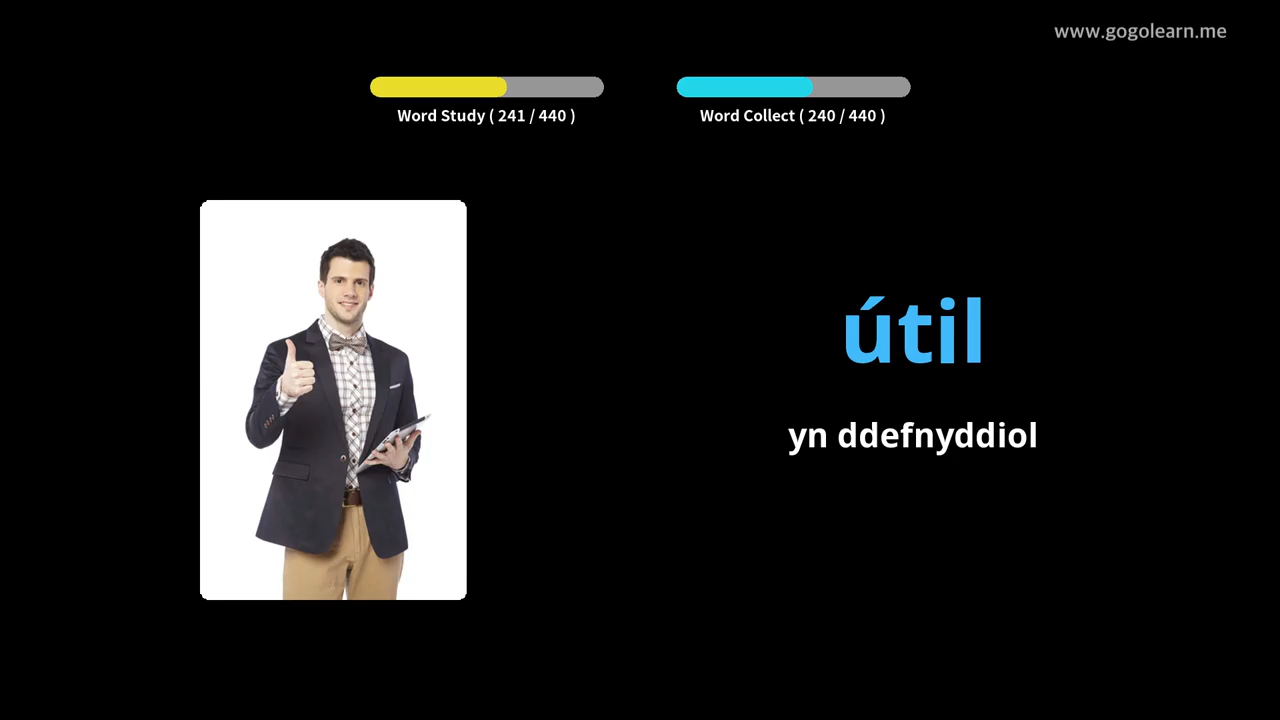 www.gogolearn.me
Word Study ( 241 / 440 )
Word Collect ( 240 / 440 )
útil
yn ddefnyddiol